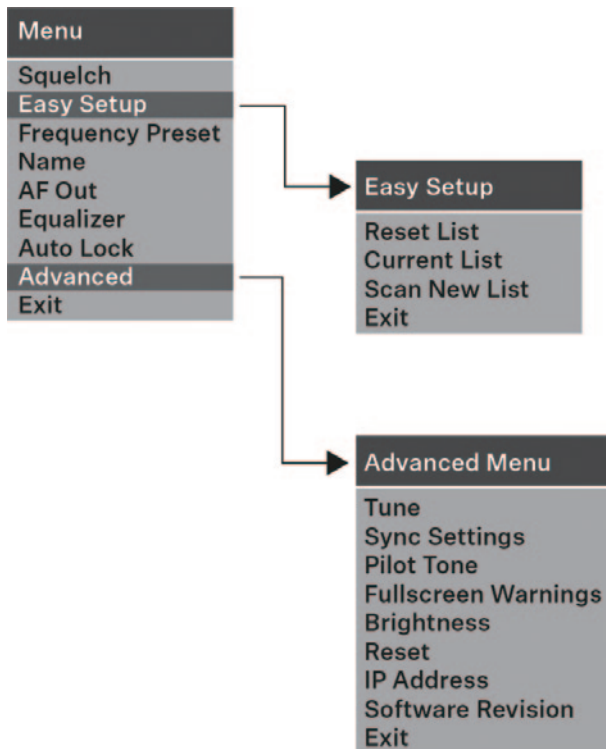 Menu
Squelch
Easy Setup
Frequency Preset
Name
AF Out
Equalizer
Auto Lock
Advanced
Exit
Easy Setup
Reset List
Current List
Scan New List
Exit
Advanced Menu
Tune
Sync Settings
Pilot Tone
Fullscreen Warnings
Brightness
Reset
IP Address
Software Revision
Exit